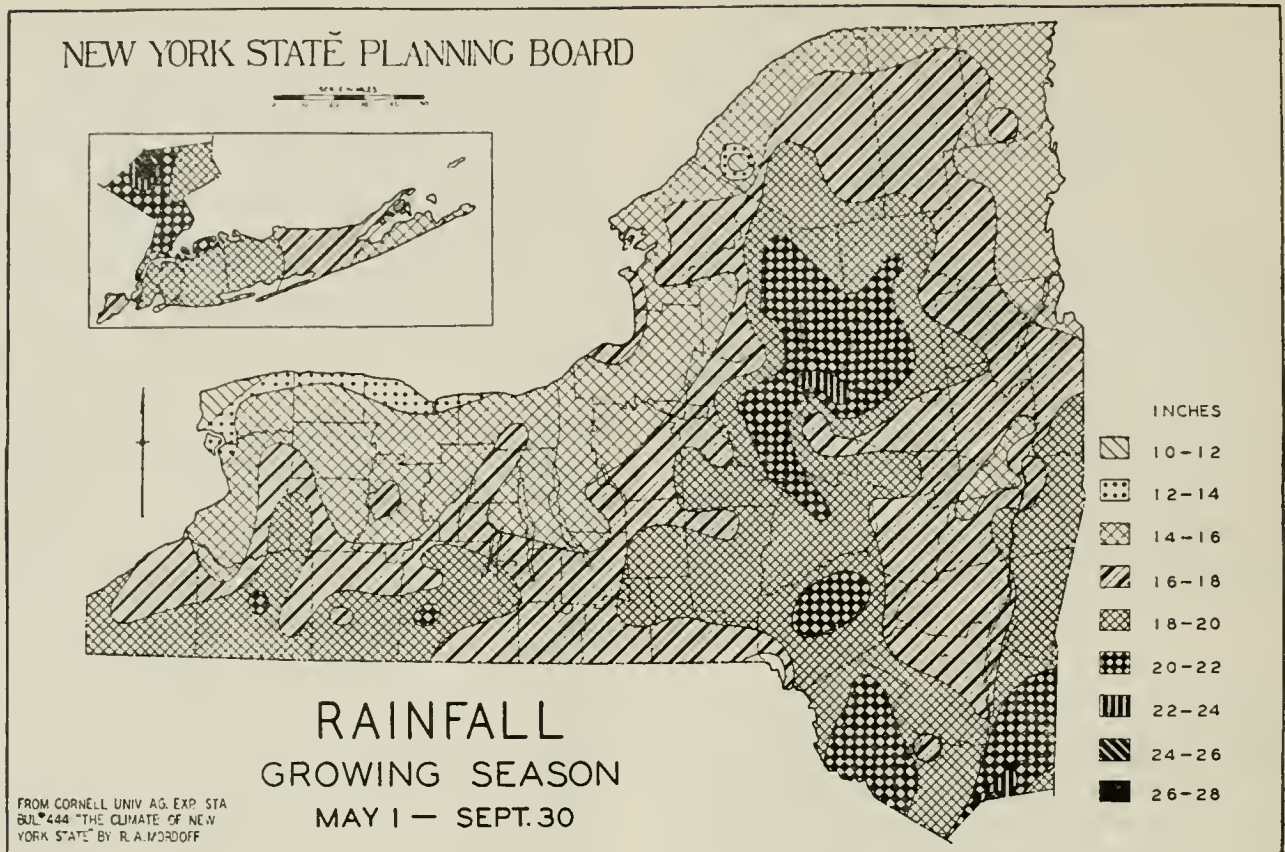 NEW YORK STATE PLANNING BOARD
INCHES
10-12
12-14
14-16
16-18
18-20
20-22
22-24
24-26
26-28
RAINFALL
GROWING SEASON
MAY 1 — SEPT. 30
FROM CORNELL UNIV AG. EXP. STA
BUL#444 "THE CLIMATE OF NEW
YORK STATE" BY R.A. MORDOFF